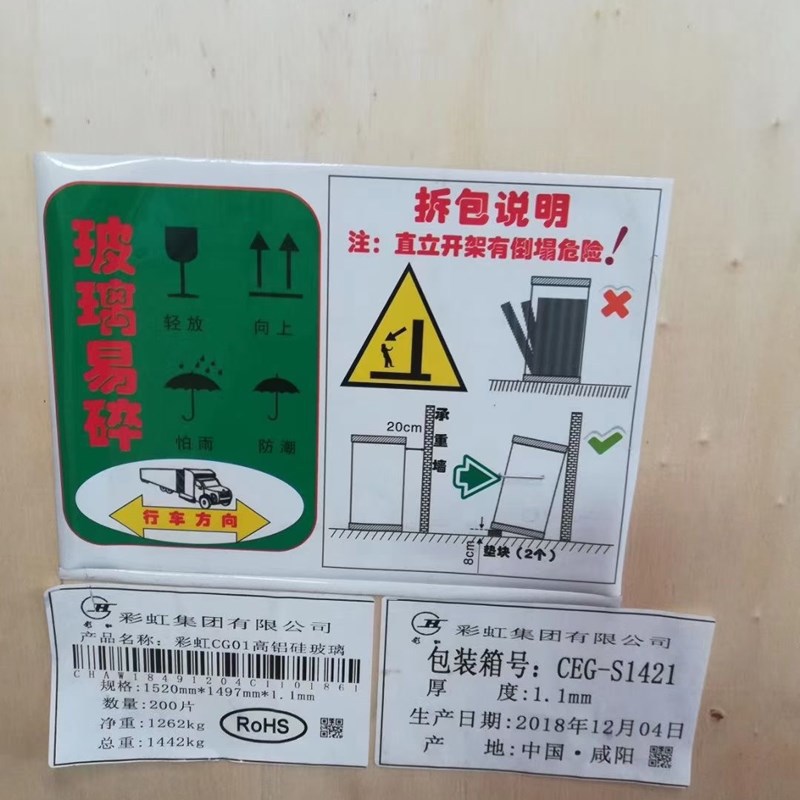 玻璃易碎
轻放
向上
怕雨
防潮
行车方向
拆包说明
注：直立开架有倒塌危险！
20cm
承重墙
8cm
垫块（2个）
彩虹
彩虹集团有限公司
产品名称：彩虹CG01高铝硅玻璃
CHAW18491204C1101861
规格:1520mm*1497mm*1.1mm
数量:200片
净重:1262kg
总重:1442kg
RoHS
彩虹
彩虹集团有限公司
包装箱号：CEG-S1421
厚 度:1.1mm
生产日期:2018年12月04日
产 地:中国·咸阳